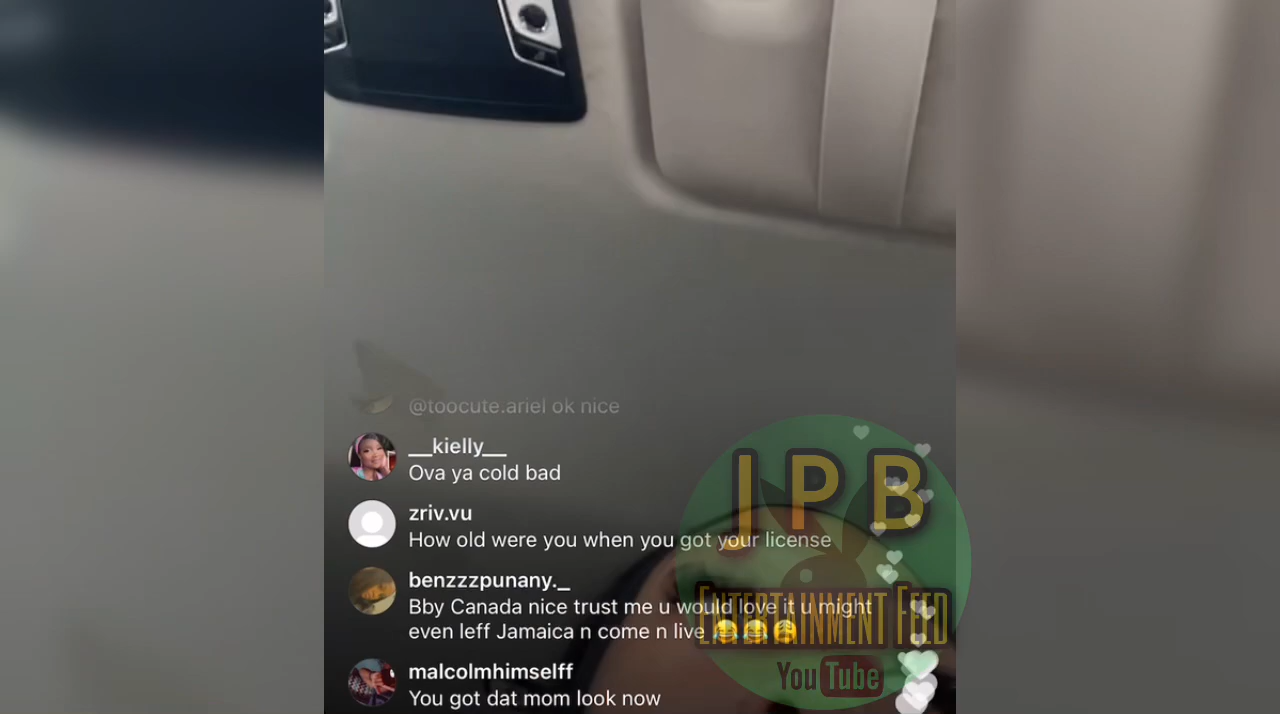 @toocute.ariel ok nice
__kielly__
Ova ya cold bad
zriv.vu
How old were you when you got your license
benzzzpunany._
Bby Canada nice trust me u would love it u might
even leff Jamaica n come n live 😂😂😩
malcolmhimselff
You got dat mom look now
JPB
ENTERTAINMENT FEED
YouTube